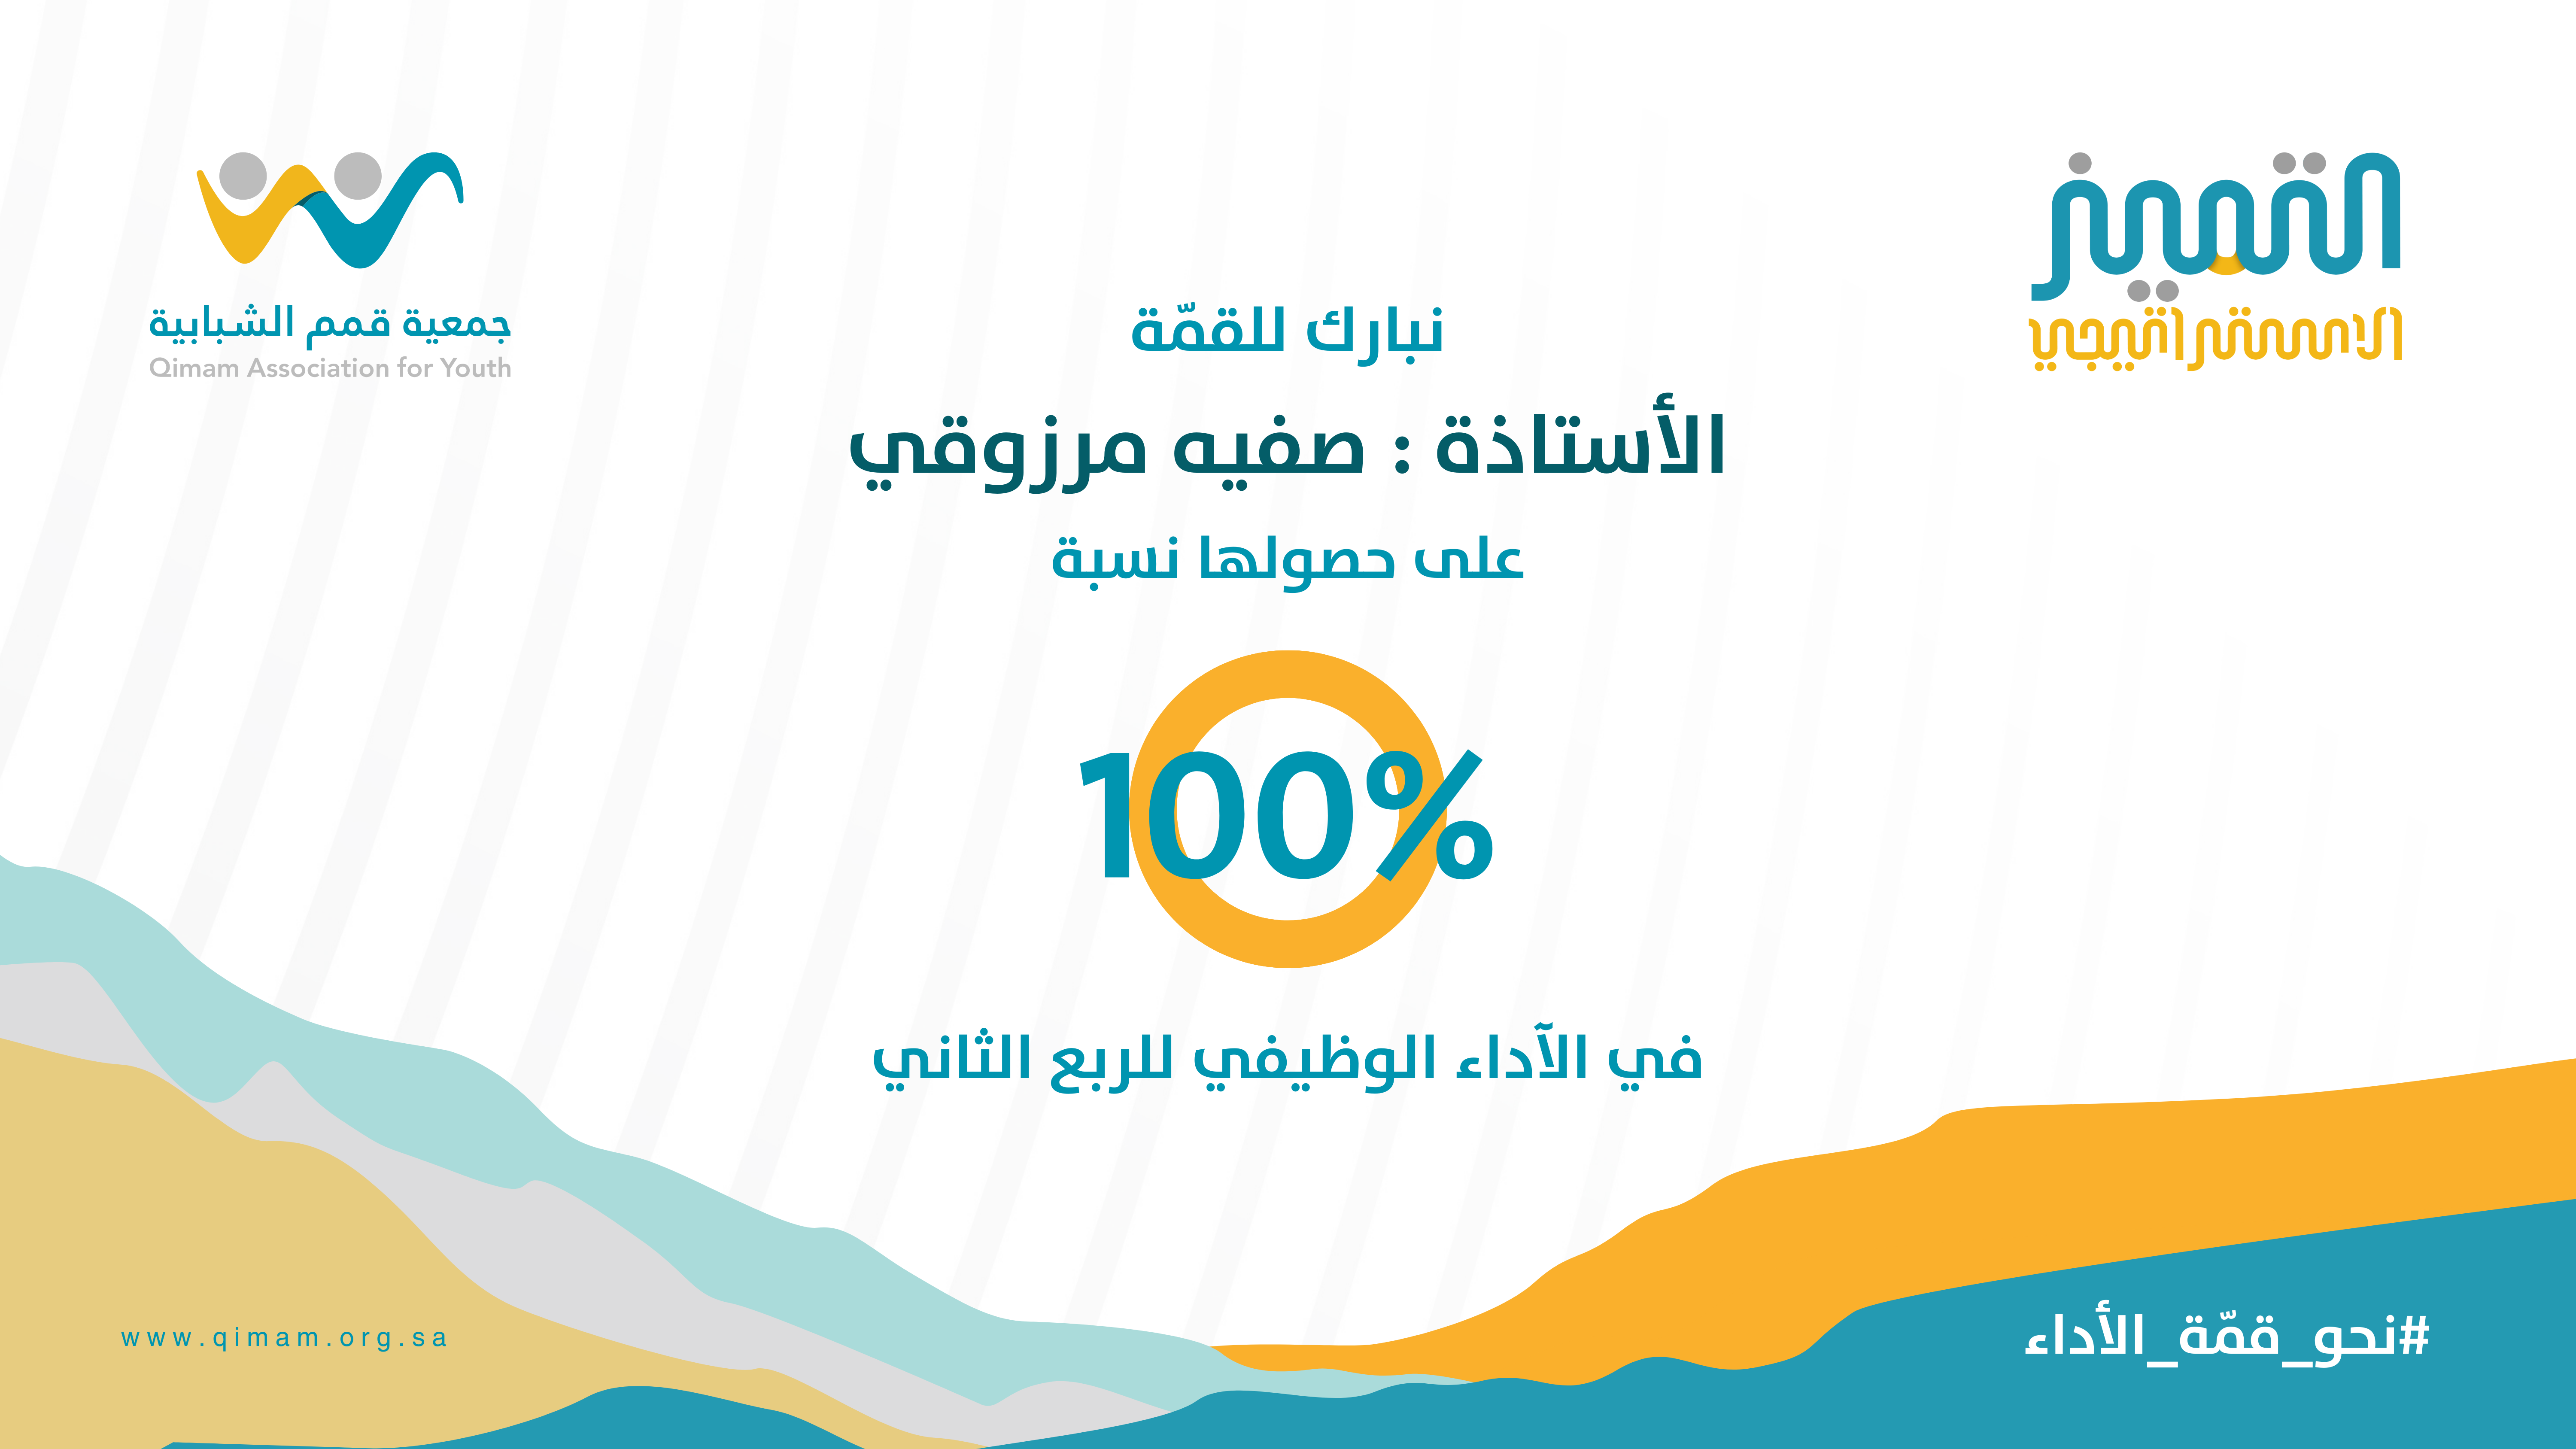 التميز
الاستراتيجي
جمعية قمم الشبابية
Qimam Association for Youth
نبارك للقمّة
الأستاذة : صفيه مرزوقي
على حصولها نسبة
100%
في الآداء الوظيفي للربع الثاني
#نحو_قمّة_الأداء
www.qimam.org.sa